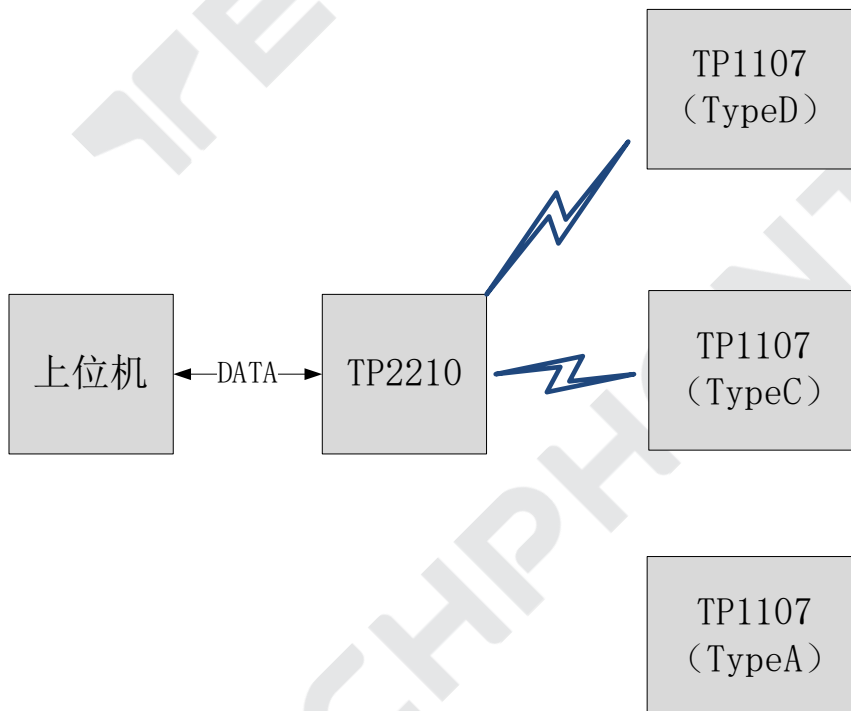 TP1107
（TypeD）
上位机
DATA
TP2210
TP1107
（TypeC）
TP1107
（TypeA）